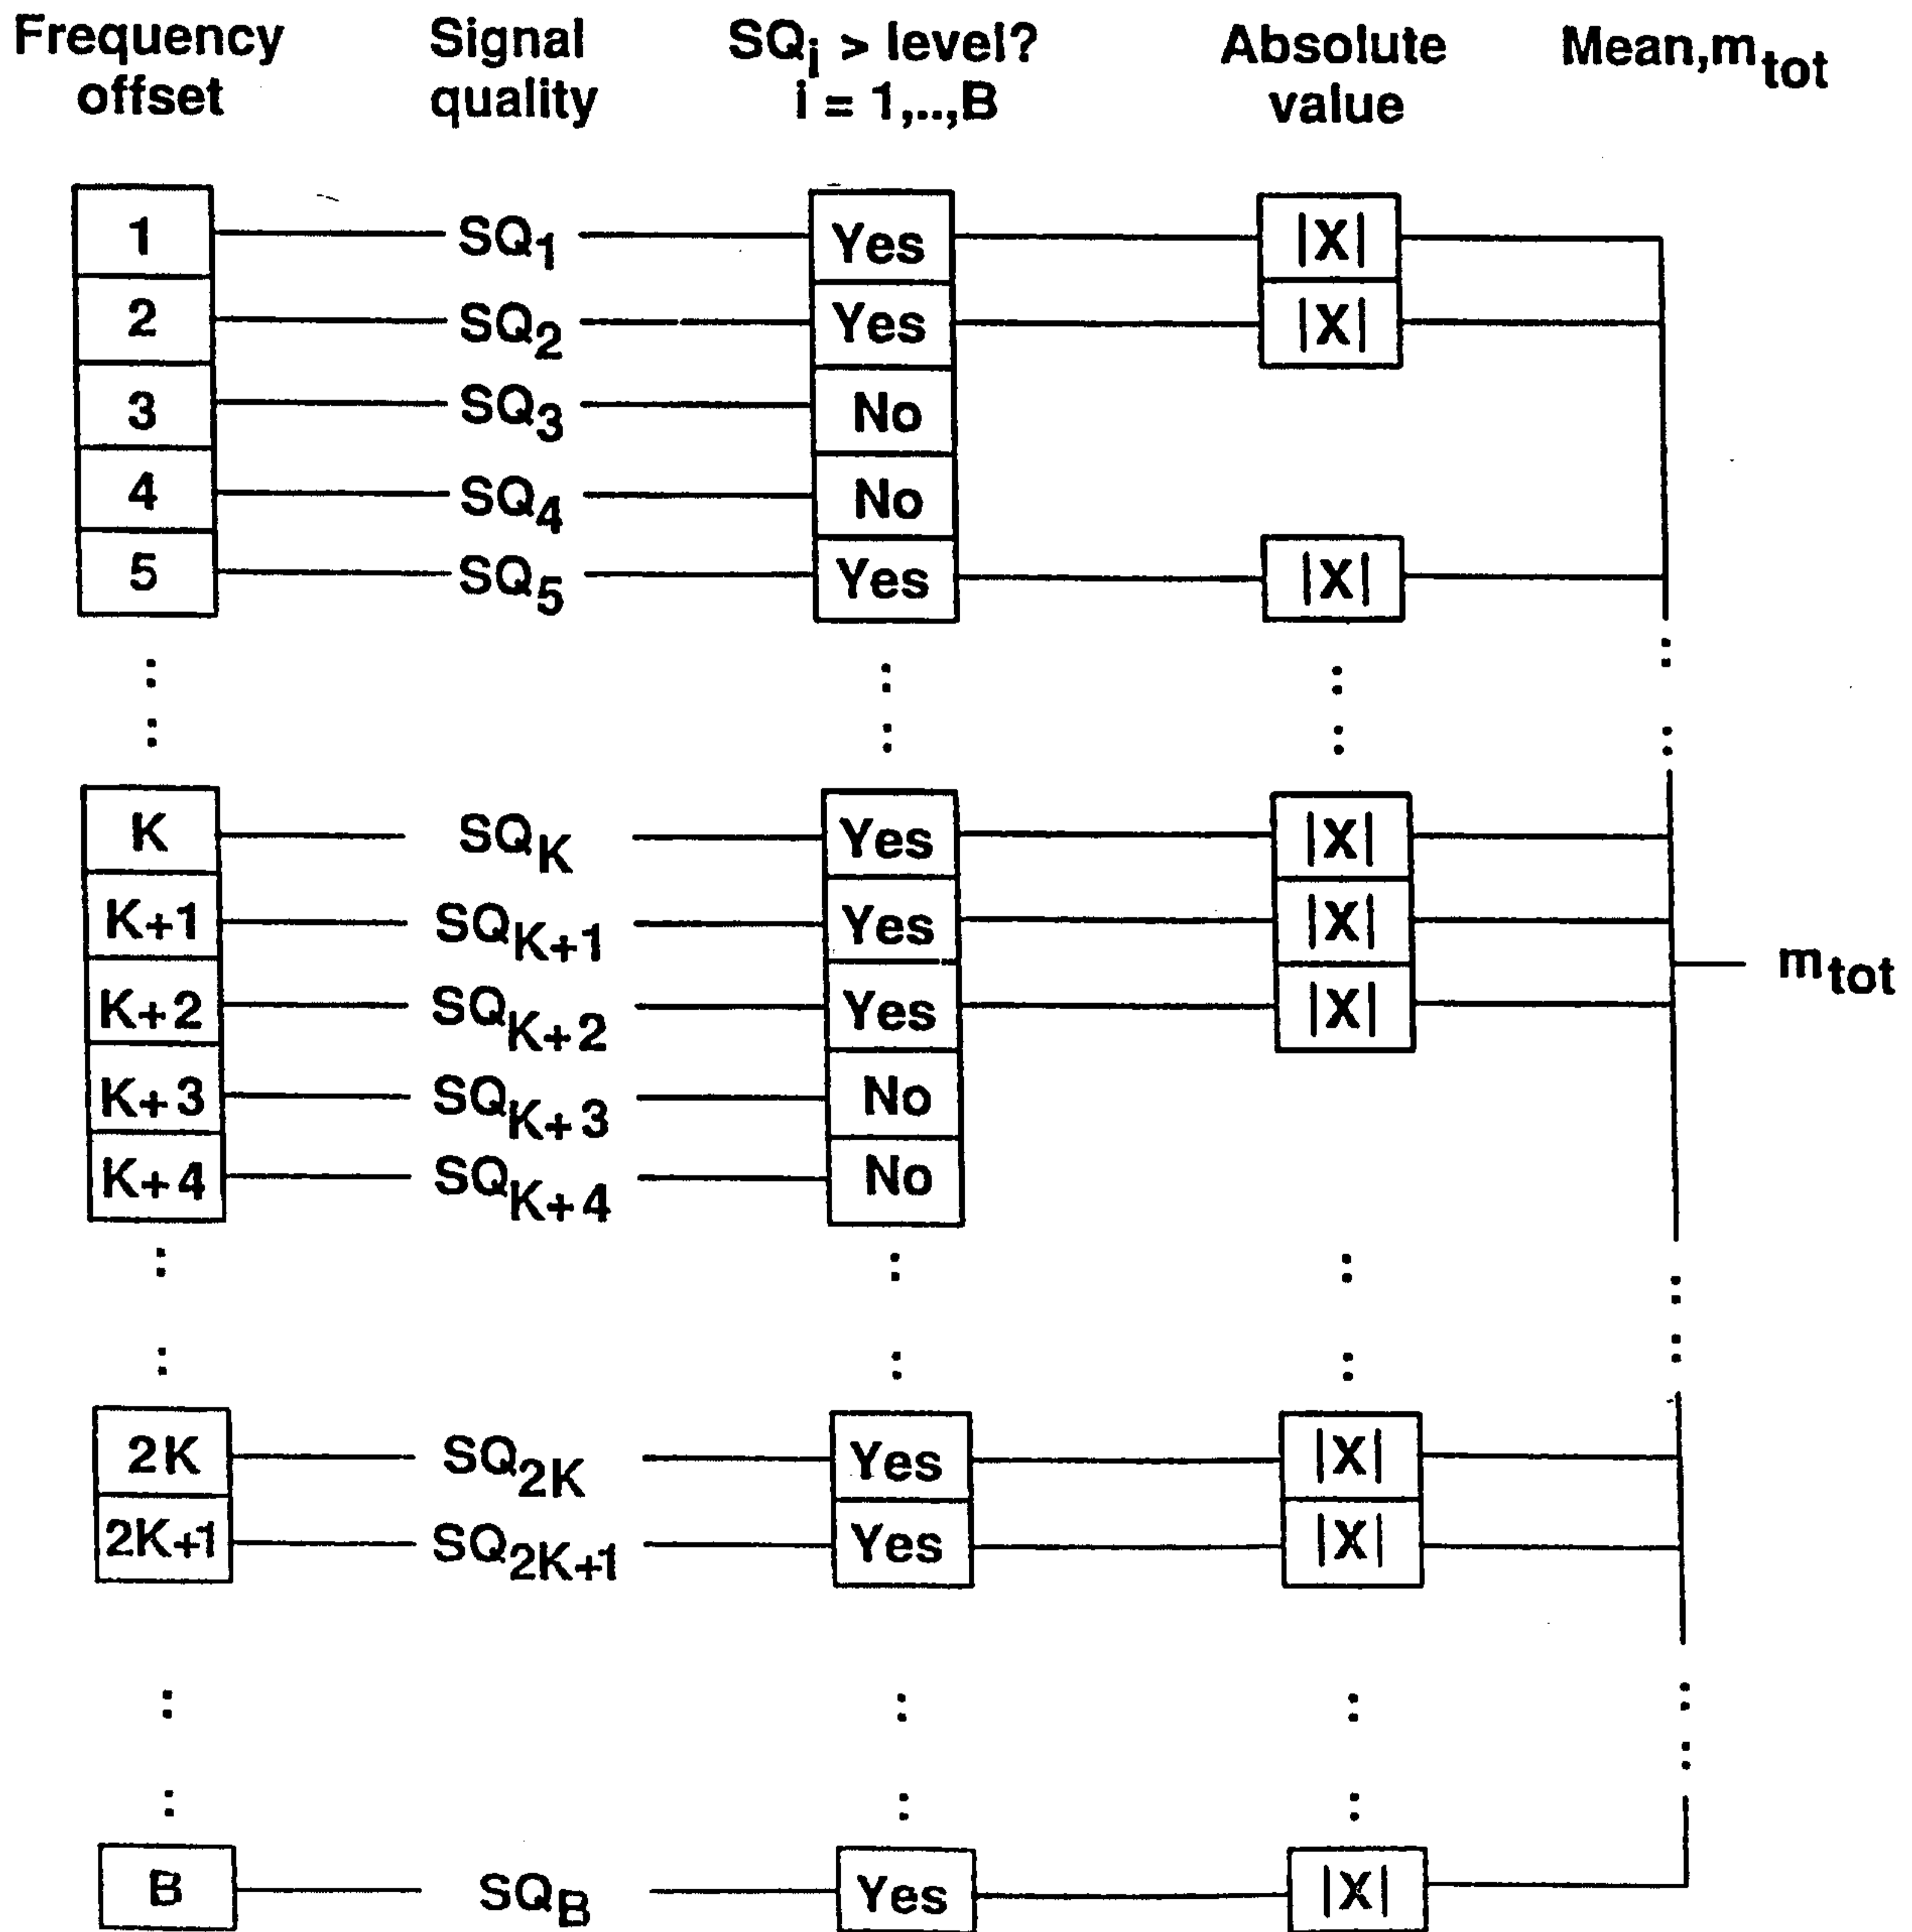 Frequency offset
Signal quality
SQi > level?
i = 1,..,B
Absolute value
Mean,mtot
1 SQ1 Yes |X|
2 SQ2 Yes |X|
3 SQ3 No
4 SQ4 No
5 SQ5 Yes |X|
K SQK Yes |X|
K+1 SQK+1 Yes |X|
mtot
K+2 SQK+2 Yes |X|
K+3 SQK+3 No
K+4 SQK+4 No
2K SQ2K Yes |X|
2K+1 SQ2K+1 Yes |X|
B SQB Yes |X|